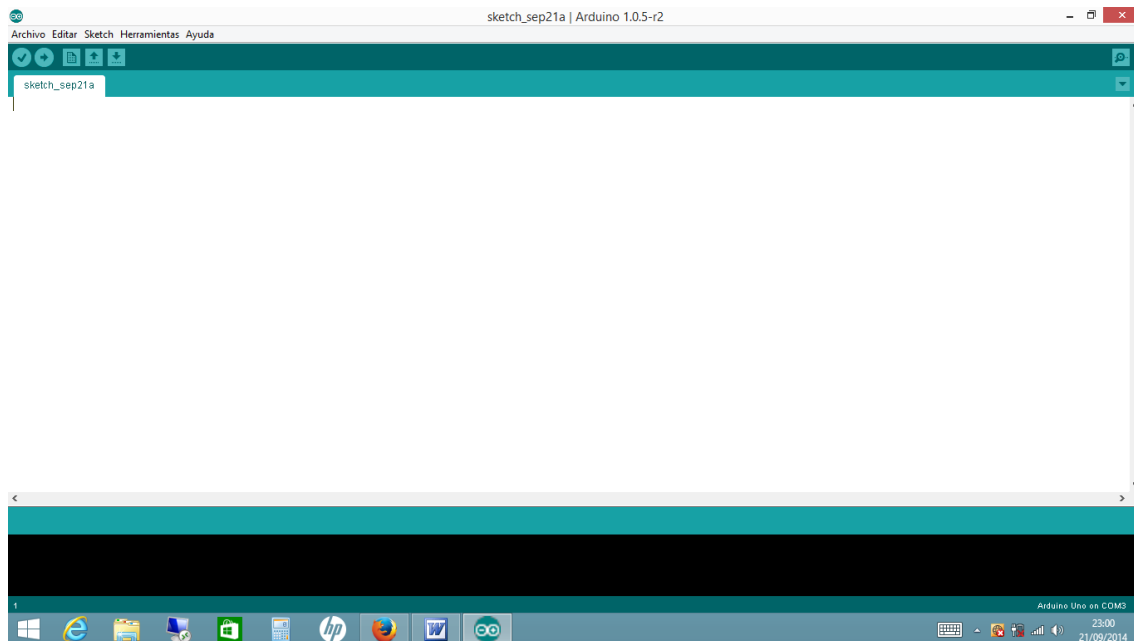 sketch_sep21a | Arduino 1.0.5-r2
Archivo Editar Sketch Herramientas Ayuda
sketch_sep21a
1
Arduino Uno on COM3
hp
W
23:00
21/09/2014